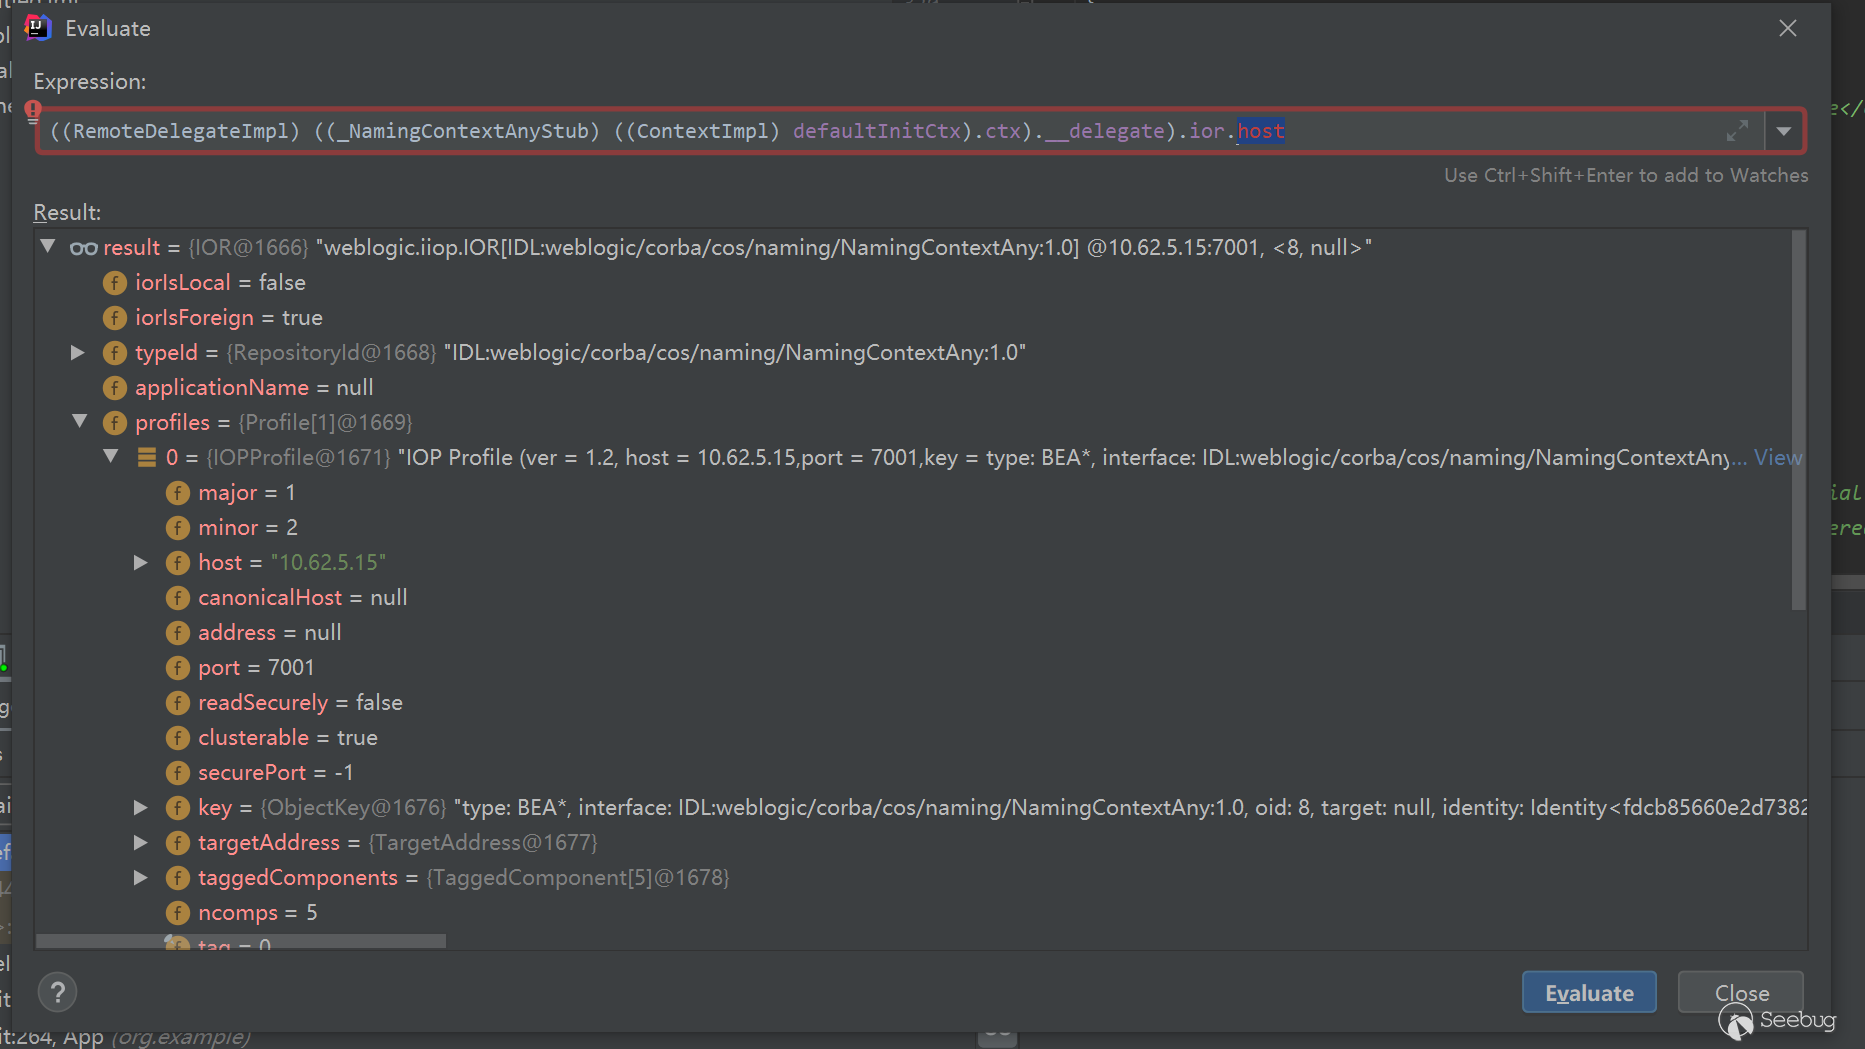 Evaluate
Expression:
((RemoteDelegateImpl) ((_NamingContextAnyStub) ((ContextImpl) defaultInitCtx).ctx).__delegate).ior.host
Use Ctrl+Shift+Enter to add to Watches
Result:
result = {IOR@1666} "weblogic.iiop.IOR[IDL:weblogic/corba/cos/naming/NamingContextAny:1.0] @10.62.5.15:7001, <8, null>"
f iorIsLocal = false
f iorIsForeign = true
f typeId = {RepositoryId@1668} "IDL:weblogic/corba/cos/naming/NamingContextAny:1.0"
f applicationName = null
f profiles = {Profile[1]@1669}
0 = {IOPProfile@1671} "IOP Profile (ver = 1.2, host = 10.62.5.15,port = 7001,key = type: BEA*, interface: IDL:weblogic/corba/cos/naming/NamingContextAny... View
f major = 1
f minor = 2
f host = "10.62.5.15"
f canonicalHost = null
f address = null
f port = 7001
f readSecurely = false
f clusterable = true
f securePort = -1
f key = {ObjectKey@1676} "type: BEA*, interface: IDL:weblogic/corba/cos/naming/NamingContextAny:1.0, oid: 8, target: null, identity: Identity<fdcb85660e2d7382
f targetAddress = {TargetAddress@1677}
f taggedComponents = {TaggedComponent[5]@1678}
f ncomps = 5
f tag = 0
? Evaluate Close
Seebug
it:264, App (org.example)